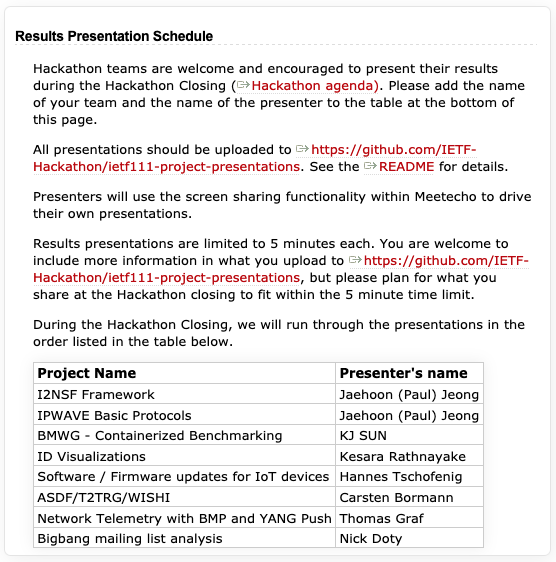 Results Presentation Schedule
Hackathon teams are welcome and encouraged to present their results
during the Hackathon Closing (Hackathon agenda). Please add the name
of your team and the name of the presenter to the table at the bottom of
this page.
All presentations should be uploaded to https://github.com/IETF-
Hackathon/ietf111-project-presentations. See the README for details.
Presenters will use the screen sharing functionality within Meetecho to drive
their own presentations.
Results presentations are limited to 5 minutes each. You are welcome to
include more information in what you upload to https://github.com/IETF-
Hackathon/ietf111-project-presentations, but please plan for what you
share at the Hackathon closing to fit within the 5 minute time limit.
During the Hackathon Closing, we will run through the presentations in the
order listed in the table below.
Project Name Presenter's name
I2NSF Framework Jaehoon (Paul) Jeong
IPWAVE Basic Protocols Jaehoon (Paul) Jeong
BMWG - Containerized Benchmarking KJ SUN
ID Visualizations Kesara Rathnayake
Software / Firmware updates for IoT devices Hannes Tschofenig
ASDF/T2TRG/WISHI Carsten Bormann
Network Telemetry with BMP and YANG Push Thomas Graf
Bigbang mailing list analysis Nick Doty